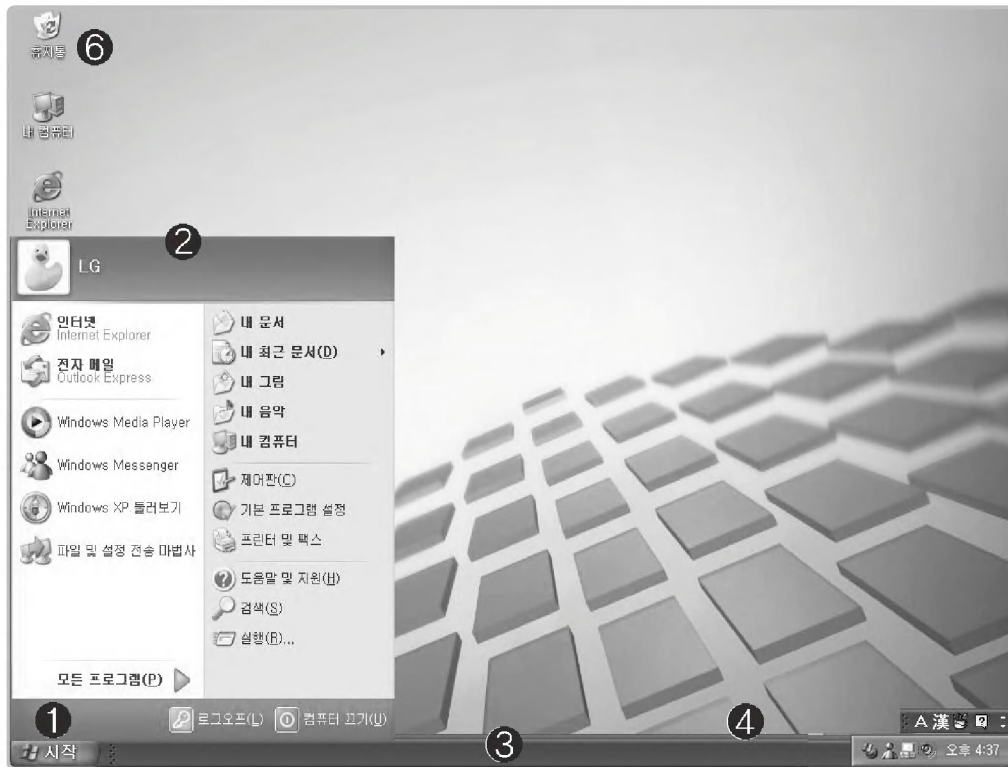 휴지통 ❻
내 컴퓨터
Internet
Explorer
❷
LG
인터넷
Internet Explorer
전자 메일
Outlook Express
Windows Media Player
Windows Messenger
Windows XP 둘러보기
파일 및 설정 전송 마법사
모든 프로그램(P)
내 문서
내 최근 문서(D)
내 그림
내 음악
내 컴퓨터
제어판(C)
기본 프로그램 설정
프린터 및 팩스
도움말 및 지원(H)
검색(S)
실행(R)...
❶
로그오프(L) 컴퓨터 끄기(U)
시작
❸
❹
A 漢
오후 4:37